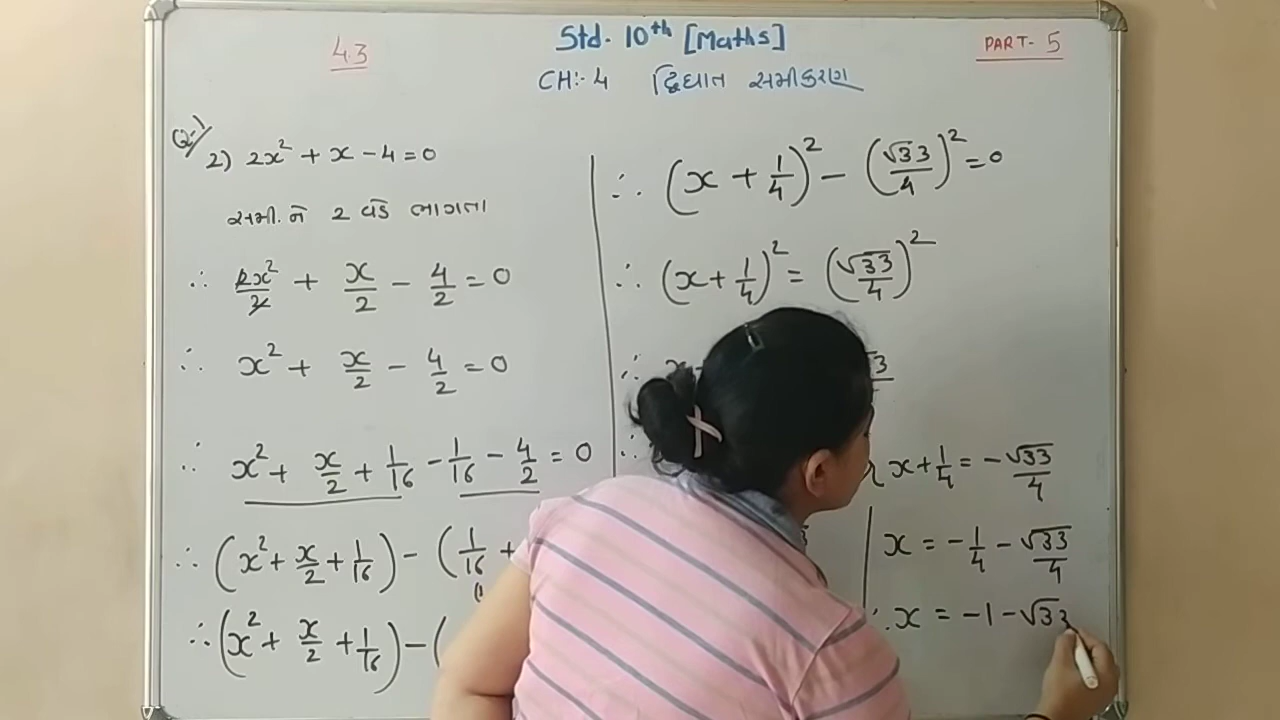 4.3
Std. 10th [Maths]
PART- 5
CH:- 4 દ્વિઘાત સમીકરણ
Q-1
2) 2x² + x - 4 = 0
સમી. ને 2 વડે ભાગતા
∴ 2x²/2 + x/2 - 4/2 = 0
∴ x² + x/2 - 4/2 = 0
∴ x² + x/2 + 1/16 - 1/16 - 4/2 = 0
∴ (x² + x/2 + 1/16) - (1/16 +
∴ (x² + x/2 + 1/16) - (
∴ (x + 1/4)² - (√33/4)² = 0
∴ (x + 1/4)² = (√33/4)²
∴
∴
x + 1/4 = -√33/4
x = -1/4 - √33/4
∴ x = -1 - √33